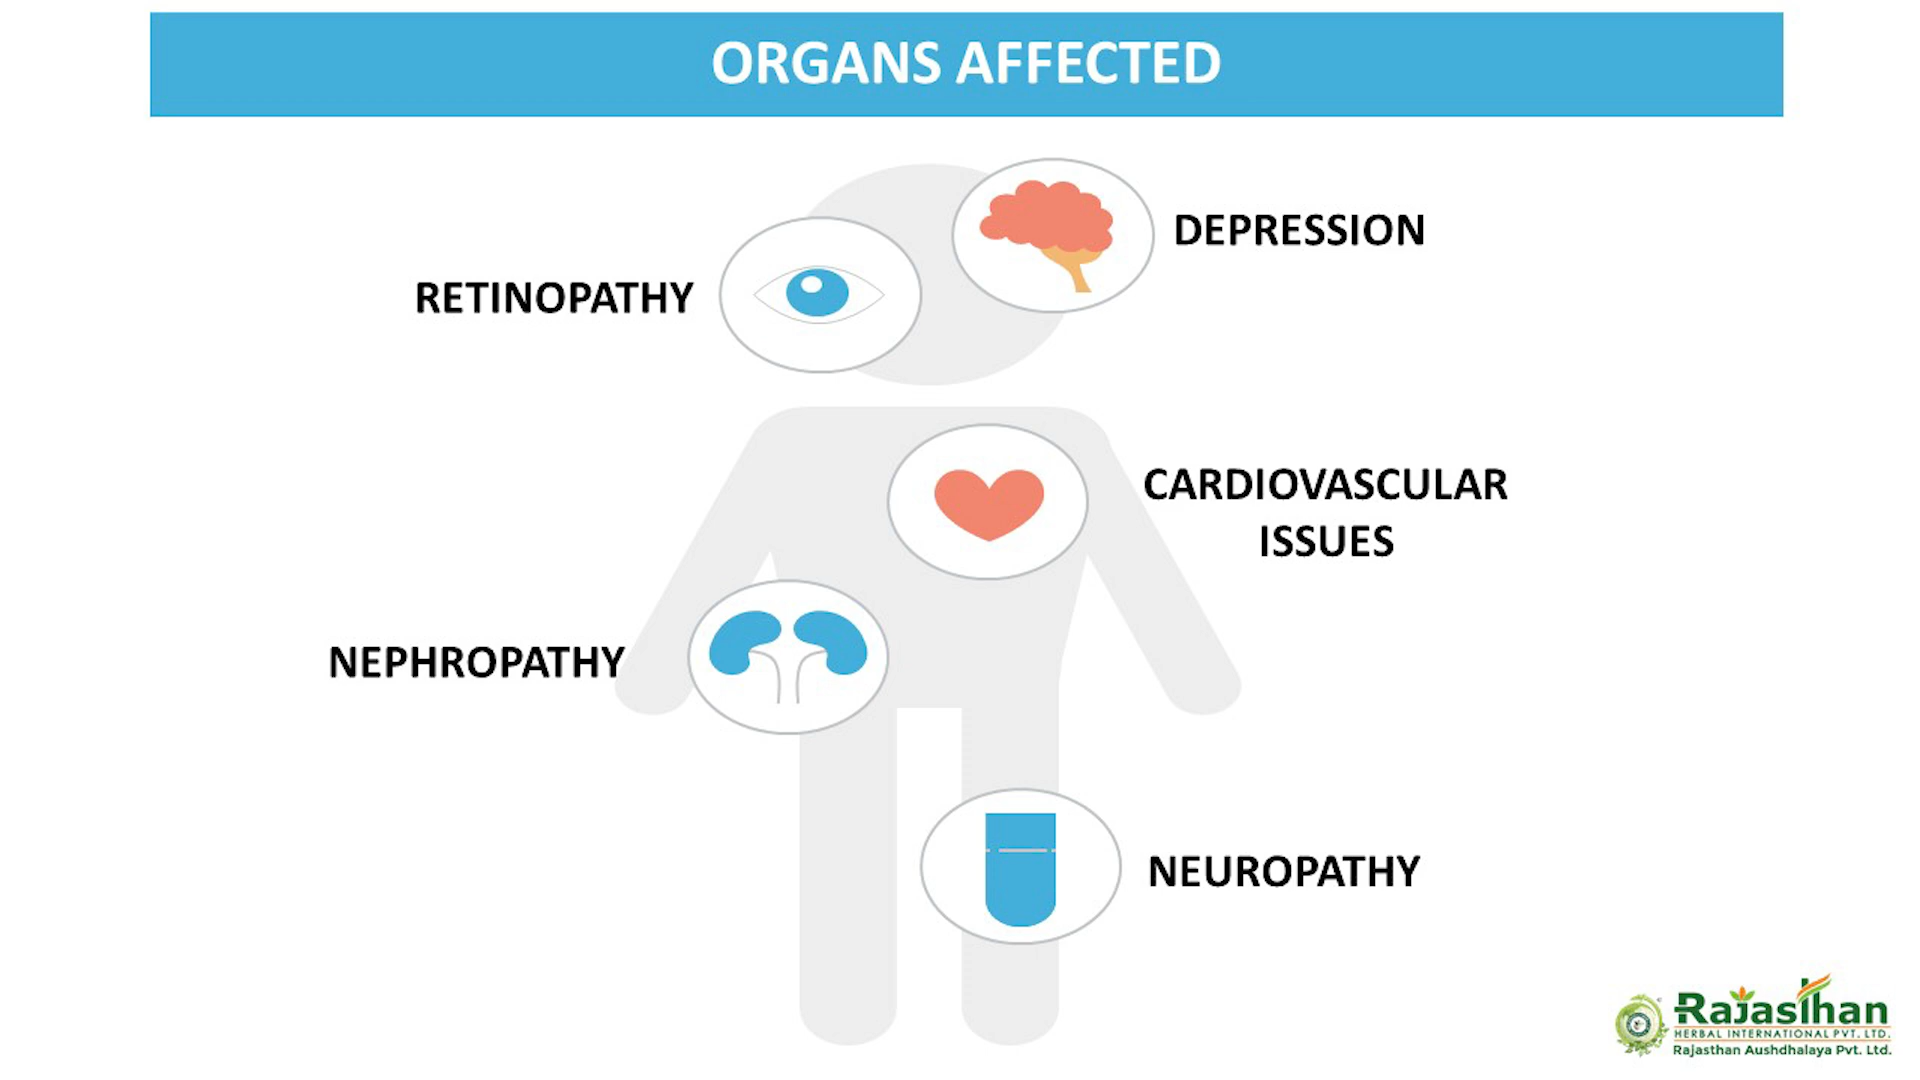 ORGANS AFFECTED
DEPRESSION
RETINOPATHY
CARDIOVASCULAR
ISSUES
NEPHROPATHY
NEUROPATHY
Rajasthan
HERBAL INTERNATIONAL PVT. LTD.
Rajasthan Aushdhalaya Pvt. Ltd.